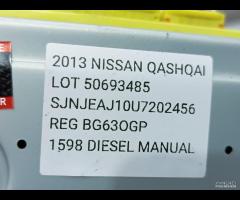 2013 NISSAN QASHQAI
LOT 50693485
SJNJEAJ10U7202456
REG BG63OGP
1598 DIESEL MANUAL